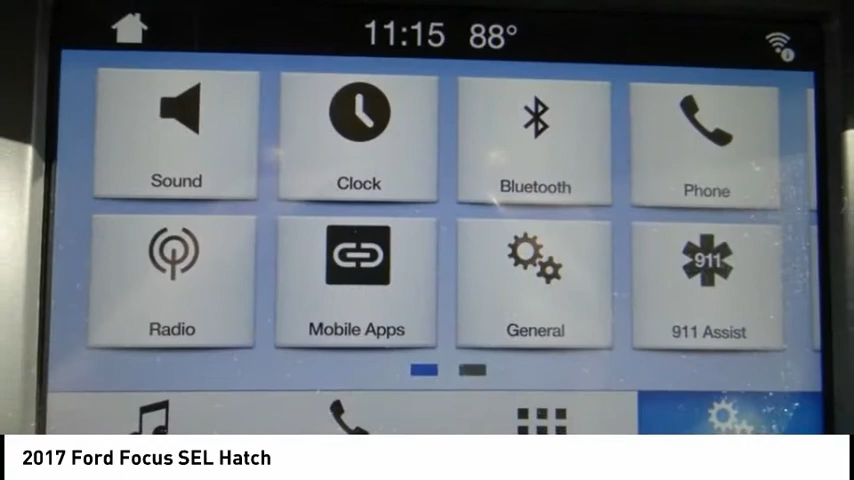 11:15 88°
Sound Clock Bluetooth Phone
911
Radio Mobile Apps General 911 Assist
2017 Ford Focus SEL Hatch